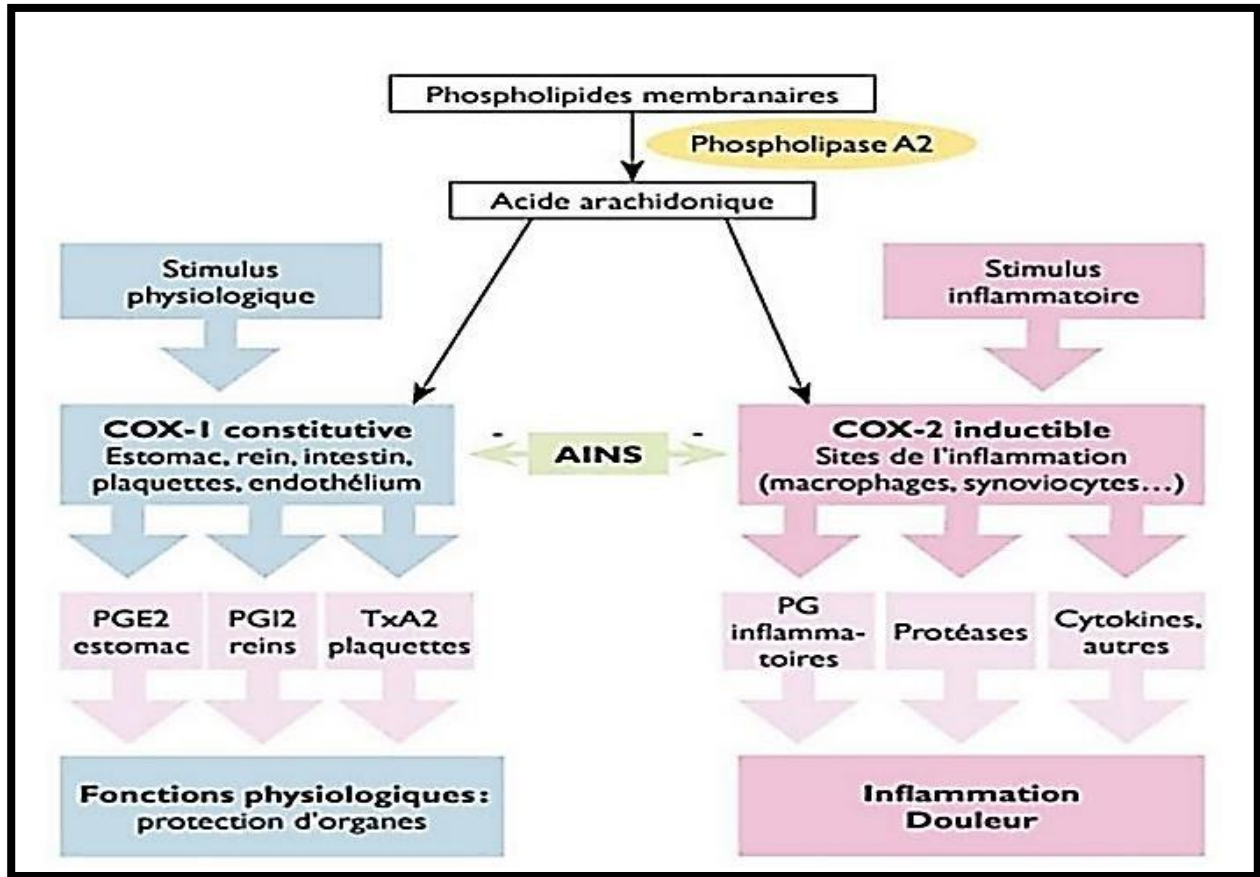 Phospholipides membranaires
Phospholipase A2
Acide arachidonique
Stimulus
physiologique
Stimulus
inflammatoire
COX-1 constitutive
Estomac, rein, intestin,
plaquettes, endothélium
-
AINS
-
COX-2 inductible
Sites de l'inflammation
(macrophages, synoviocytes...)
PGE2
estomac
PGI2
reins
TxA2
plaquettes
PG
inflamma-
toires
Protéases
Cytokines,
autres
Fonctions physiologiques:
protection d'organes
Inflammation
Douleur